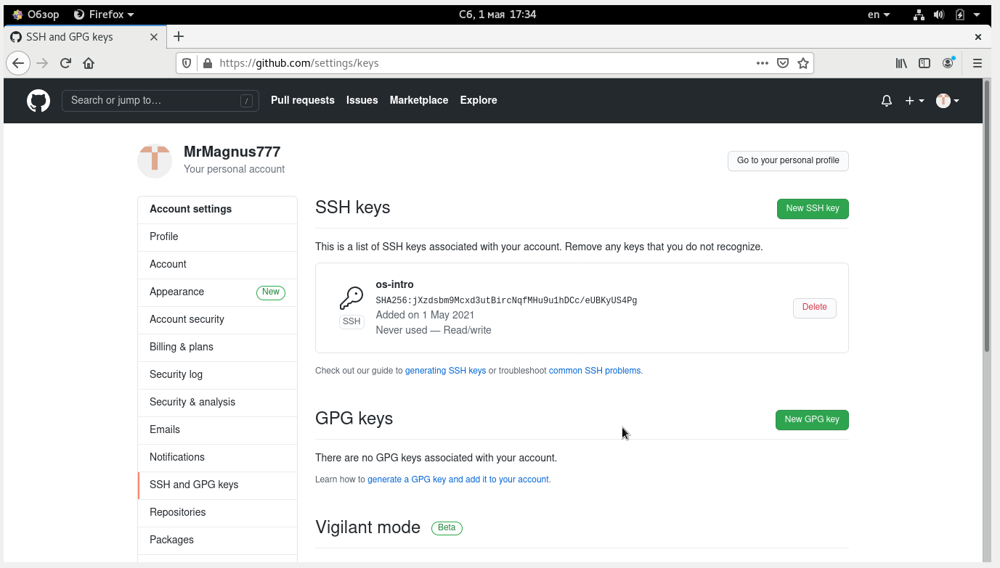 Обзор Firefox Сб, 1 мая 17:34 en
SSH and GPG keys
https://github.com/settings/keys
Search or jump to… / Pull requests Issues Marketplace Explore
MrMagnus777
Your personal account
Go to your personal profile
Account settings
Profile
Account
Appearance New
Account security
Billing & plans
Security log
Security & analysis
Emails
Notifications
SSH and GPG keys
Repositories
Packages
SSH keys
New SSH key
This is a list of SSH keys associated with your account. Remove any keys that you do not recognize.
os-intro
SHA256:jXzdsbm9Mcxd3utBircNqfMHu9u1hDCc/eUBKyUS4Pg
Added on 1 May 2021
Never used — Read/write
SSH
Delete
Check out our guide to generating SSH keys or troubleshoot common SSH problems.
GPG keys
New GPG key
There are no GPG keys associated with your account.
Learn how to generate a GPG key and add it to your account.
Vigilant mode Beta